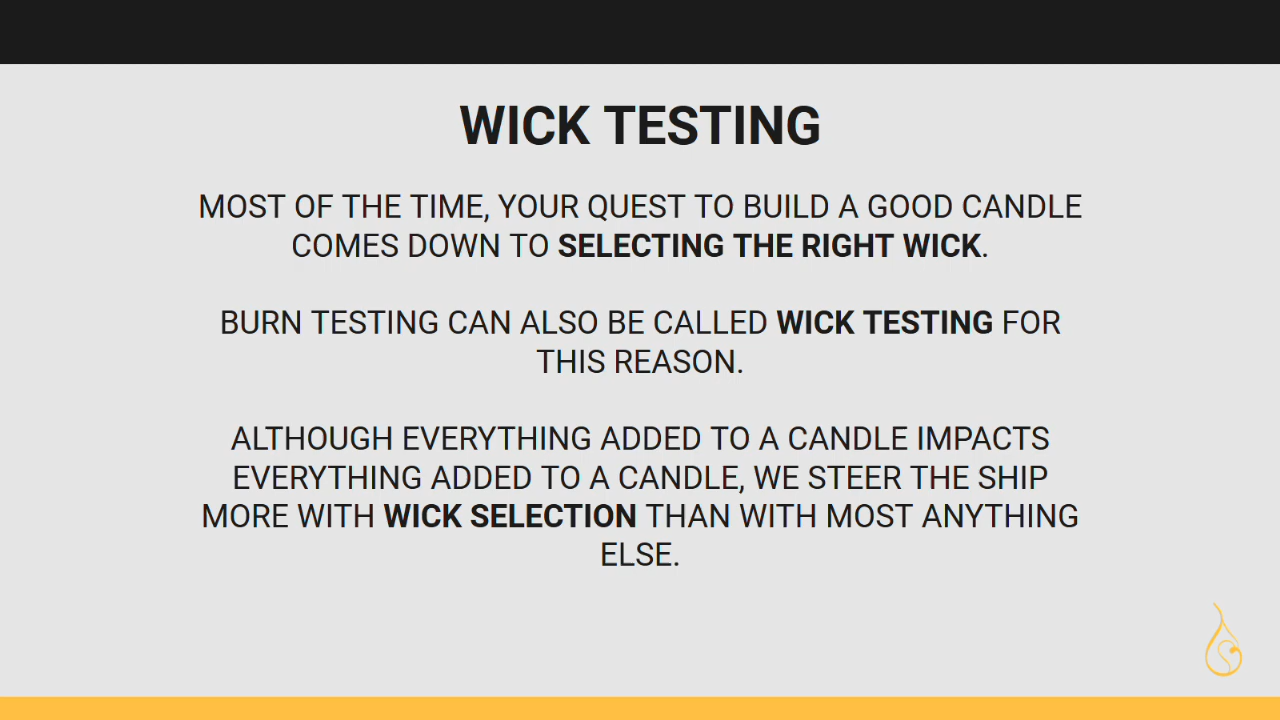 WICK TESTING
MOST OF THE TIME, YOUR QUEST TO BUILD A GOOD CANDLE
COMES DOWN TO SELECTING THE RIGHT WICK.
BURN TESTING CAN ALSO BE CALLED WICK TESTING FOR
THIS REASON.
ALTHOUGH EVERYTHING ADDED TO A CANDLE IMPACTS
EVERYTHING ADDED TO A CANDLE, WE STEER THE SHIP
MORE WITH WICK SELECTION THAN WITH MOST ANYTHING
ELSE.